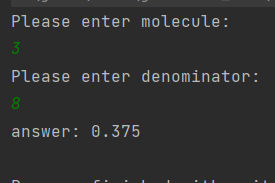 Please enter molecule:
3
Please enter denominator:
8
answer: 0.375